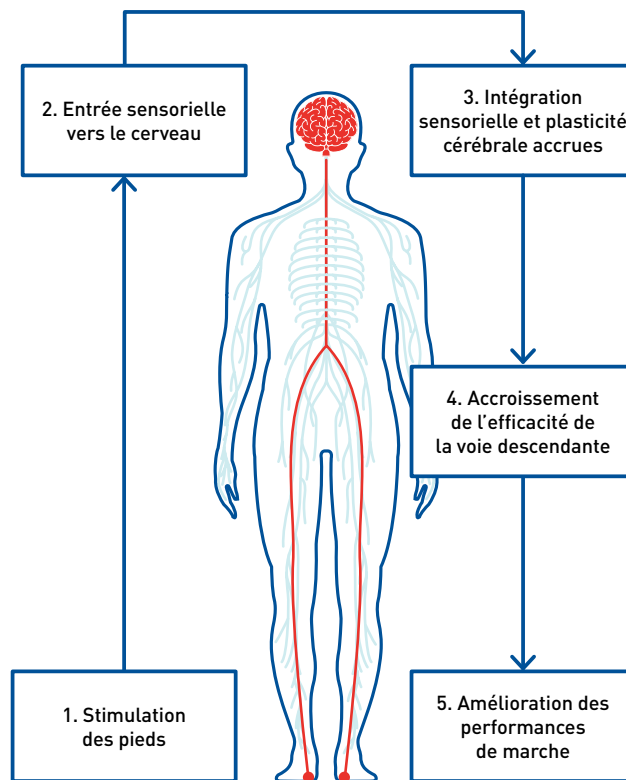 2. Entrée sensorielle
vers le cerveau
3. Intégration
sensorielle et plasticité
cérébrale accrues
4. Accroissement
de l’efficacité de
la voie descendante
1. Stimulation
des pieds
5. Amélioration des
performances
de marche